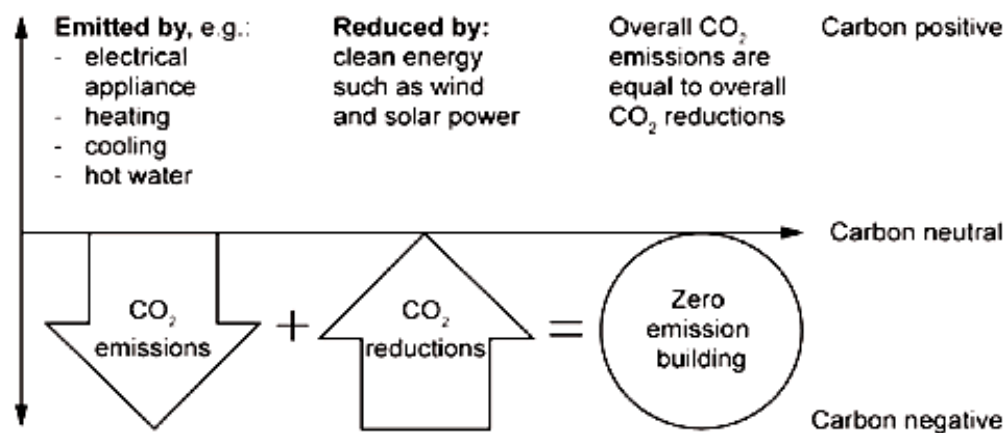 Emitted by, e.g.:
- electrical
appliance
- heating
- cooling
- hot water
Reduced by:
clean energy
such as wind
and solar power
Overall CO₂
emissions are
equal to overall
CO₂ reductions
Carbon positive
Carbon neutral
CO₂
emissions
+
CO₂
reductions
=
Zero
emission
building
Carbon negative